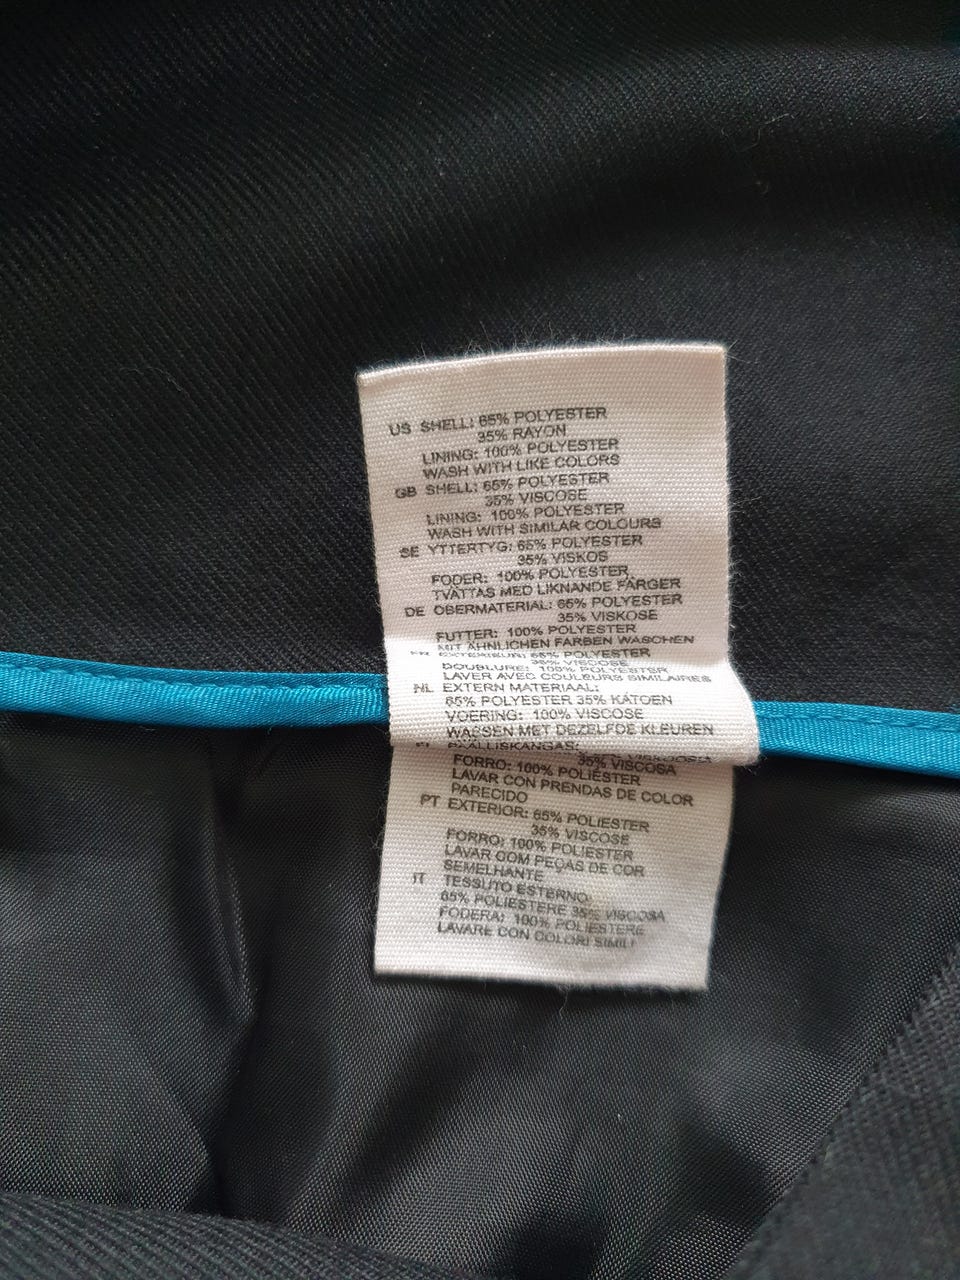 US SHELL: 65% POLYESTER
35% RAYON
LINING: 100% POLYESTER
WASH WITH LIKE COLORS
GB SHELL: 65% POLYESTER
35% VISCOSE
LINING: 100% POLYESTER
WASH WITH SIMILAR COLOURS
SE YTTERTYG: 65% POLYESTER
35% VISKOS
FODER: 100% POLYESTER
TVÄTTAS MED LIKNANDE FÄRGER
DE OBERMATERIAL: 65% POLYESTER
35% VISKOSE
FUTTER: 100% POLYESTER
MIT ÄHNLICHEN FARBEN WASCHEN
FR EXTERIEUR: 65% POLYESTER
35% VISCOSE
DOUBLURE: 100% POLYESTER
LAVER AVEC COULEURS SIMILAIRES
NL EXTERN MATERIAAL:
65% POLYESTER 35% KATOEN
VOERING: 100% VISCOSE
WASSEN MET DEZELFDE KLEUREN
FI PÄÄLLISKANGAS:
35% VISCOSA
FORRO: 100% POLIÉSTER
LAVAR CON PRENDAS DE COLOR
PARECIDO
PT EXTERIOR: 65% POLIESTER
35% VISCOSE
FORRO: 100% POLIESTER
LAVAR COM PEÇAS DE COR
SEMELHANTE
IT TESSUTO ESTERNO:
65% POLIESTERE 35% VISCOSA
FODERA: 100% POLIESTERE
LAVARE CON COLORI SIMILI